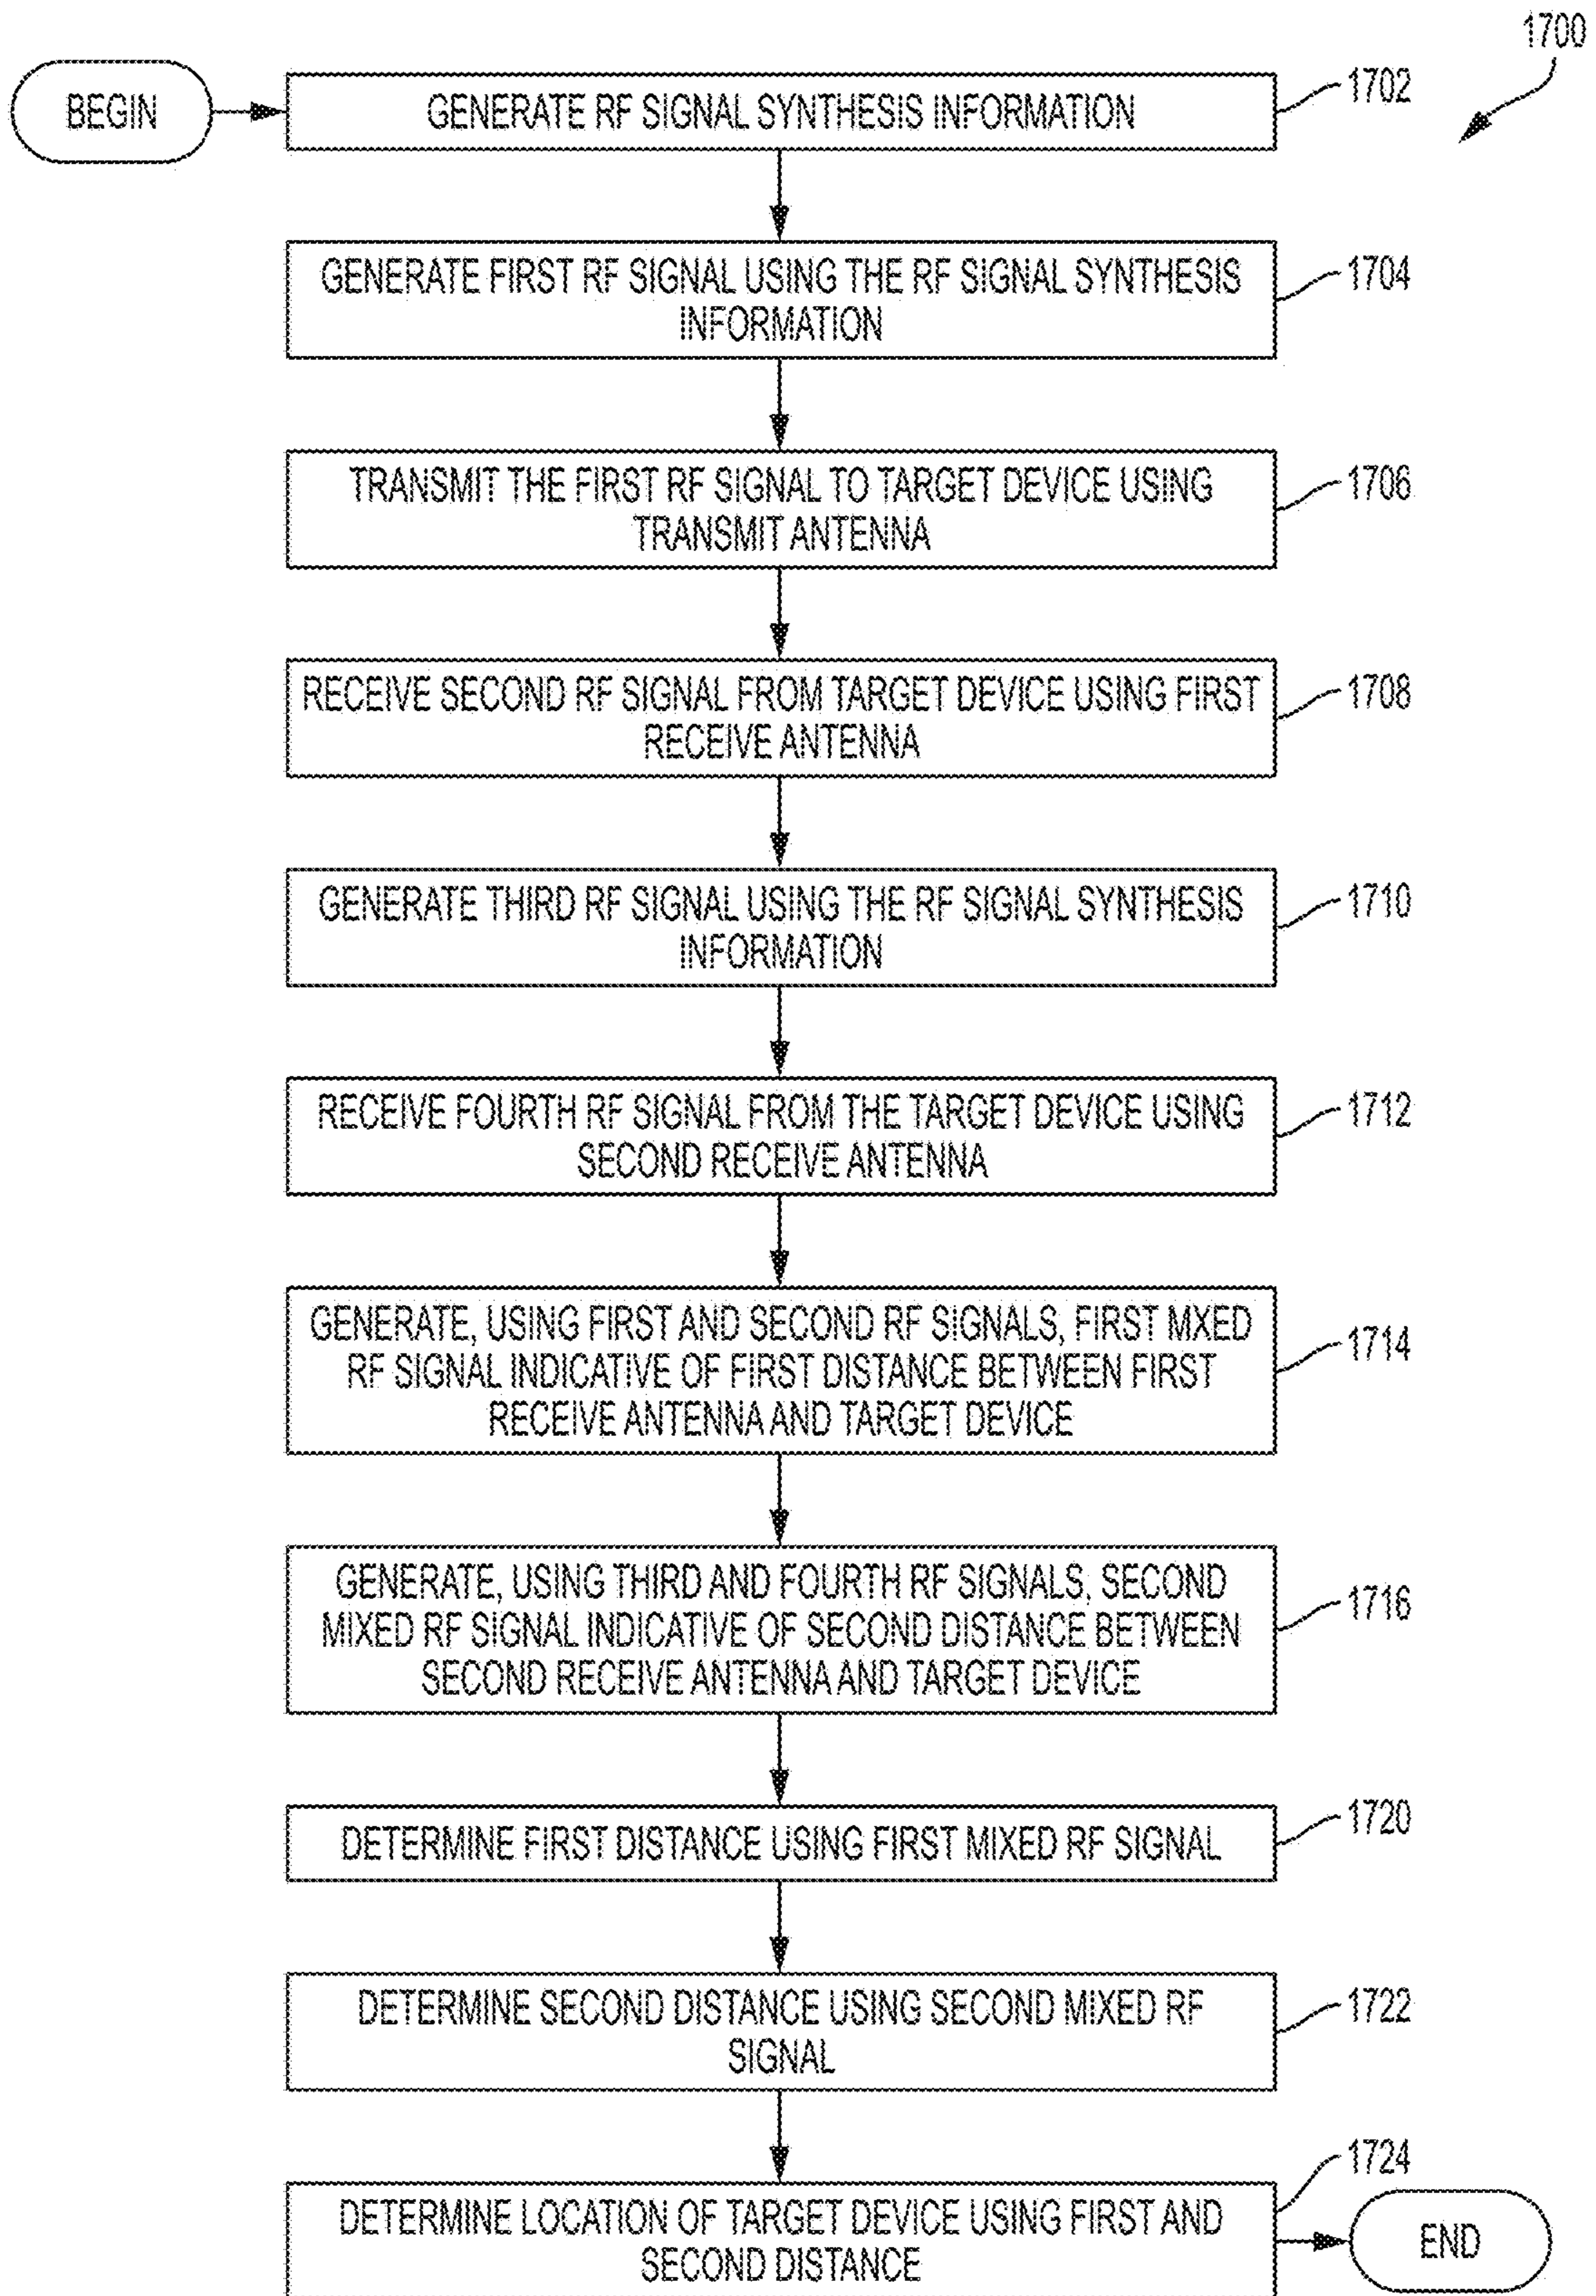 1700
BEGIN
GENERATE RF SIGNAL SYNTHESIS INFORMATION
1702
GENERATE FIRST RF SIGNAL USING THE RF SIGNAL SYNTHESIS
INFORMATION
1704
TRANSMIT THE FIRST RF SIGNAL TO TARGET DEVICE USING
TRANSMIT ANTENNA
1706
RECEIVE SECOND RF SIGNAL FROM TARGET DEVICE USING FIRST
RECEIVE ANTENNA
1708
GENERATE THIRD RF SIGNAL USING THE RF SIGNAL SYNTHESIS
INFORMATION
1710
RECEIVE FOURTH RF SIGNAL FROM THE TARGET DEVICE USING
SECOND RECEIVE ANTENNA
1712
GENERATE, USING FIRST AND SECOND RF SIGNALS, FIRST MXED
RF SIGNAL INDICATIVE OF FIRST DISTANCE BETWEEN FIRST
RECEIVE ANTENNA AND TARGET DEVICE
1714
GENERATE, USING THIRD AND FOURTH RF SIGNALS, SECOND
MIXED RF SIGNAL INDICATIVE OF SECOND DISTANCE BETWEEN
SECOND RECEIVE ANTENNA AND TARGET DEVICE
1716
DETERMINE FIRST DISTANCE USING FIRST MIXED RF SIGNAL
1720
DETERMINE SECOND DISTANCE USING SECOND MIXED RF
SIGNAL
1722
DETERMINE LOCATION OF TARGET DEVICE USING FIRST AND
SECOND DISTANCE
1724
END